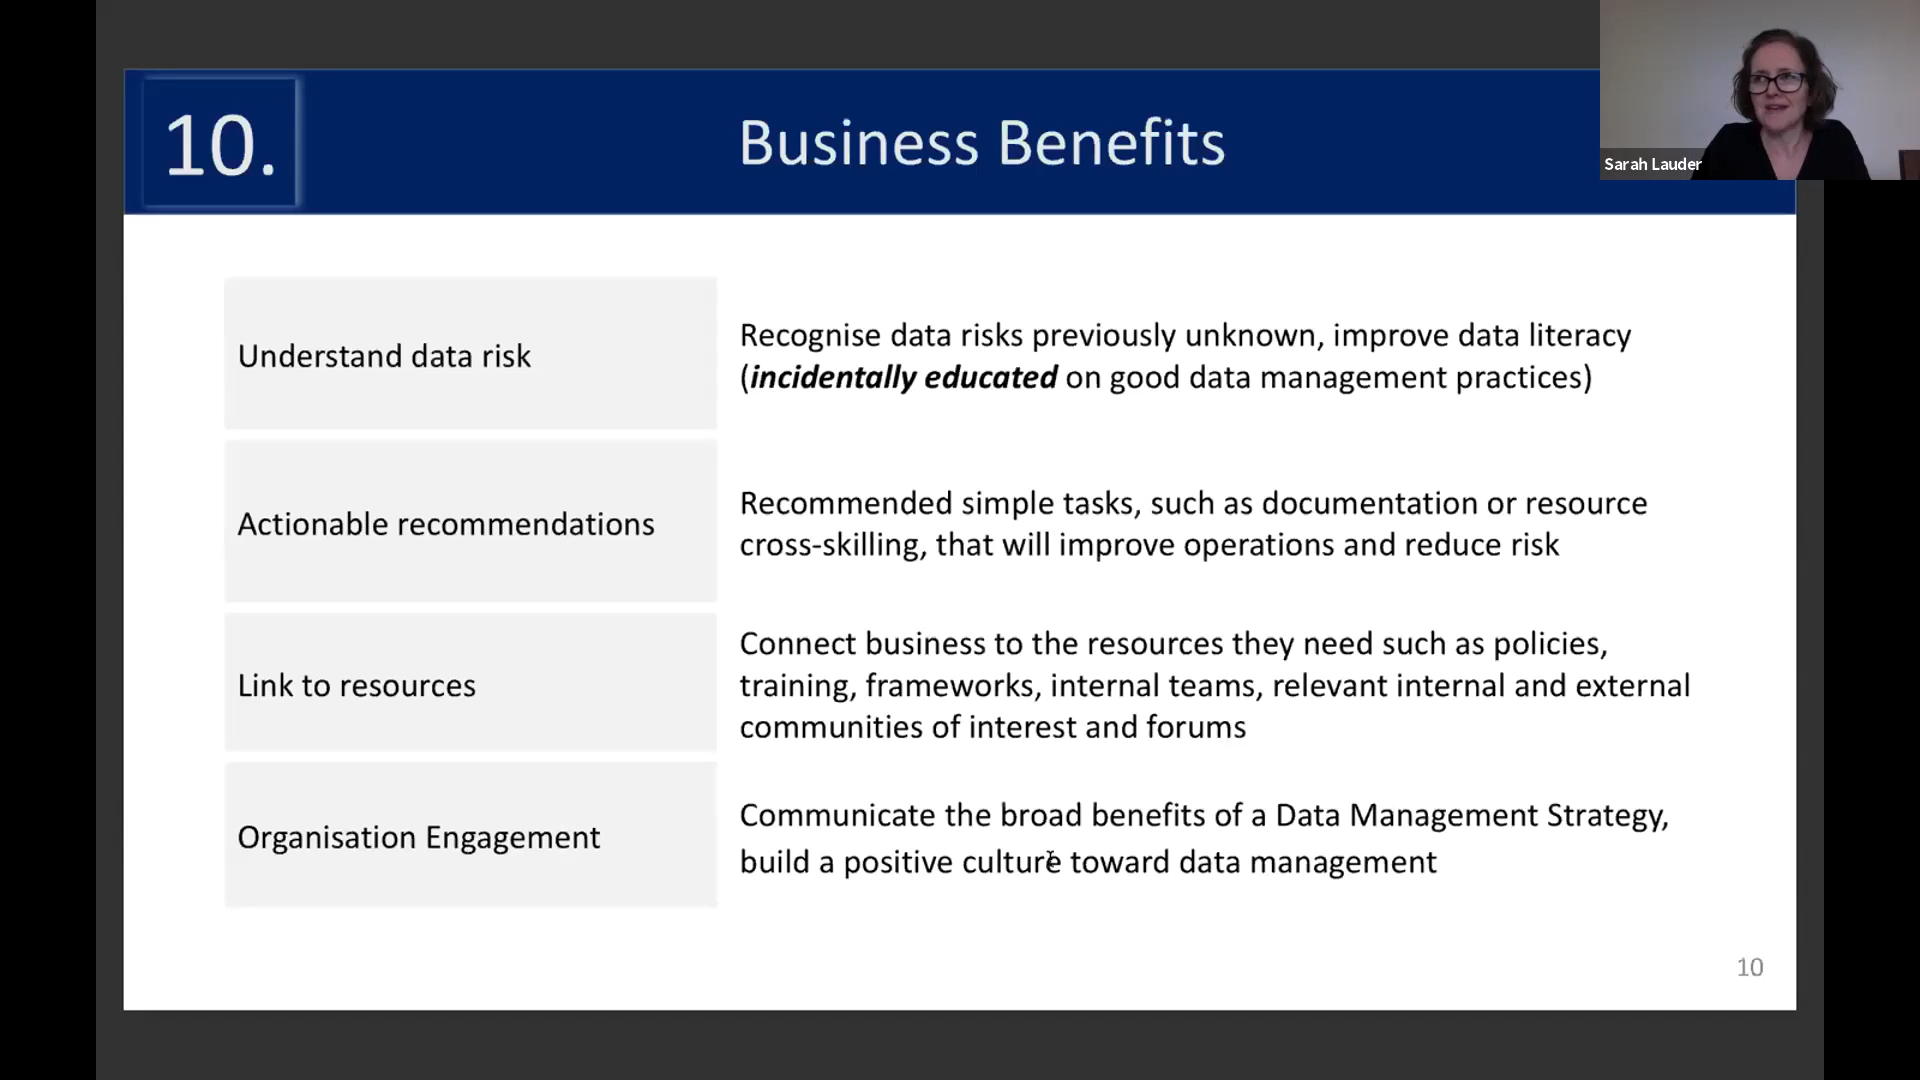 Sarah Lauder
10.
Business Benefits
Understand data risk
Recognise data risks previously unknown, improve data literacy
(incidentally educated on good data management practices)
Actionable recommendations
Recommended simple tasks, such as documentation or resource
cross-skilling, that will improve operations and reduce risk
Link to resources
Connect business to the resources they need such as policies,
training, frameworks, internal teams, relevant internal and external
communities of interest and forums
Organisation Engagement
Communicate the broad benefits of a Data Management Strategy,
build a positive culture toward data management
10